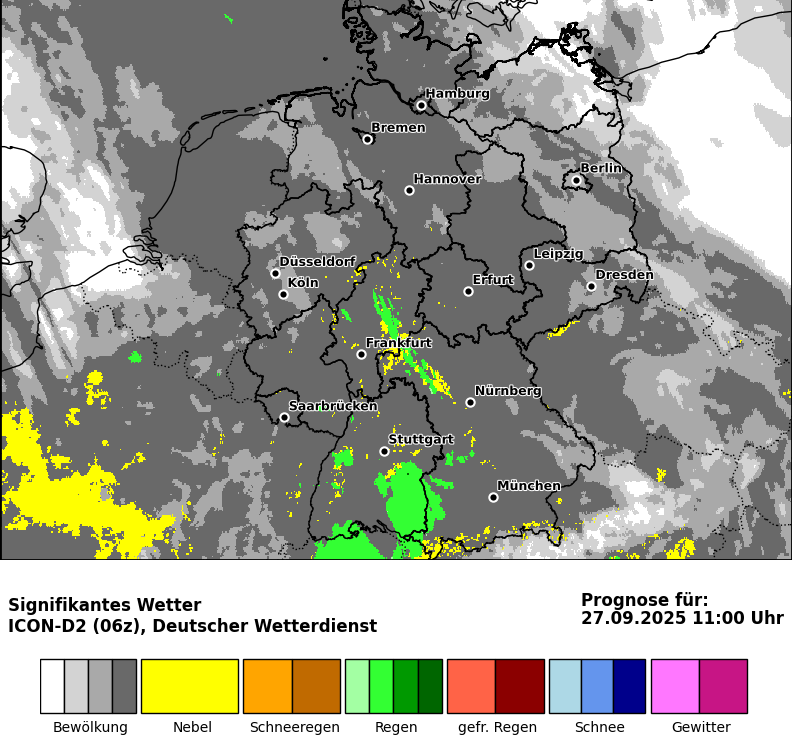 Hamburg
Bremen
Berlin
Hannover
Düsseldorf
Leipzig
Köln
Erfurt
Dresden
Frankfurt
Nürnberg
Saarbrücken
Stuttgart
München
Signifikantes Wetter
ICON-D2 (06z), Deutscher Wetterdienst
Prognose für:
27.09.2025 11:00 Uhr
Bewölkung
Nebel
Schneeregen
Regen
gefr. Regen
Schnee
Gewitter